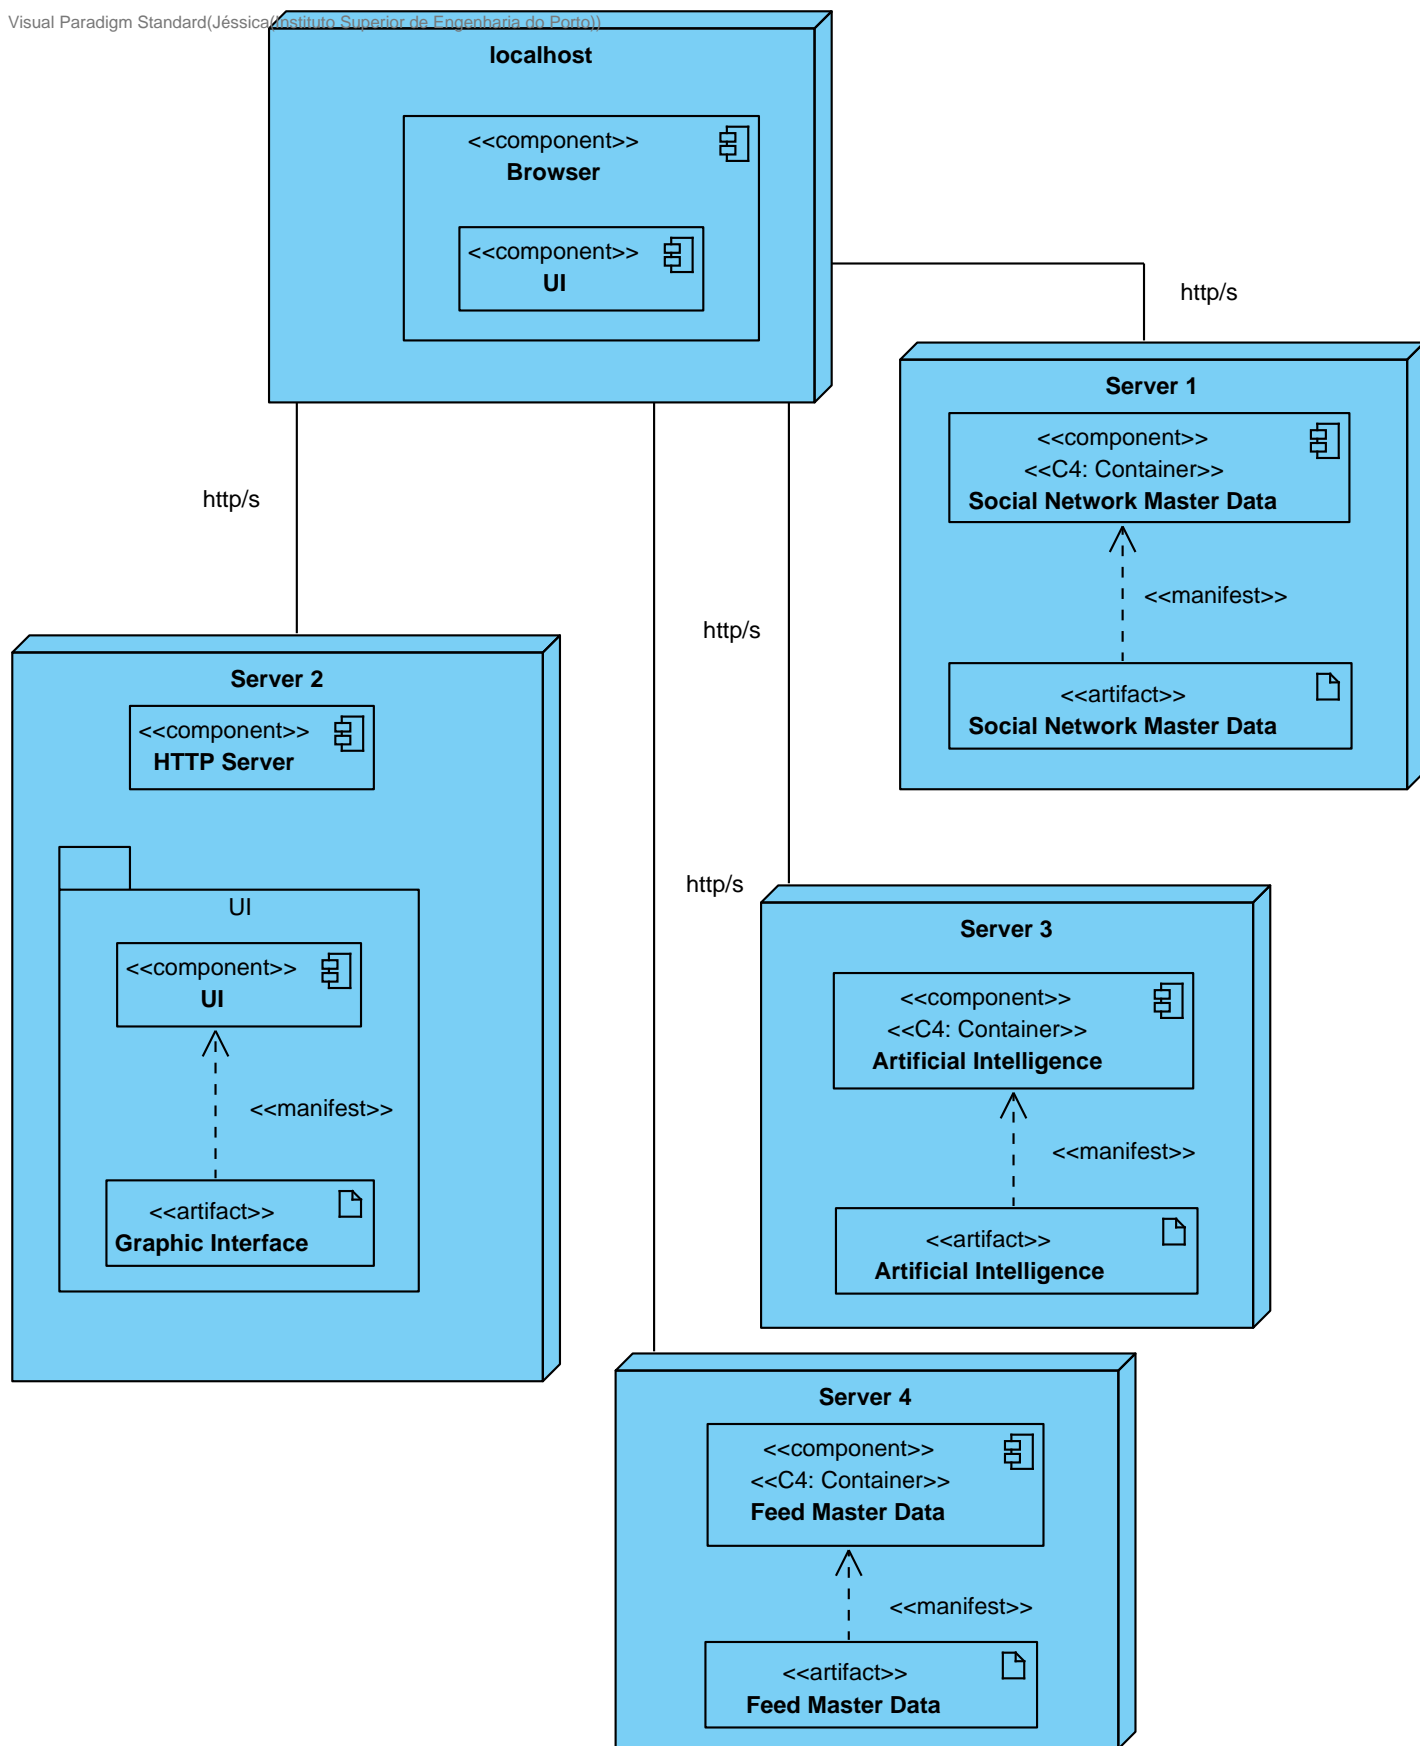 Visual Paradigm Standard(Jéssica(Instituto Superior de Engenharia do Porto))
localhost
<<component>>
Browser
<<component>>
UI
http/s
Server 1
<<component>>
<<C4: Container>>
Social Network Master Data
<<manifest>>
<<artifact>>
Social Network Master Data
http/s
http/s
Server 2
<<component>>
HTTP Server
UI
<<component>>
UI
<<manifest>>
<<artifact>>
Graphic Interface
http/s
Server 3
<<component>>
<<C4: Container>>
Artificial Intelligence
<<manifest>>
<<artifact>>
Artificial Intelligence
Server 4
<<component>>
<<C4: Container>>
Feed Master Data
<<manifest>>
<<artifact>>
Feed Master Data